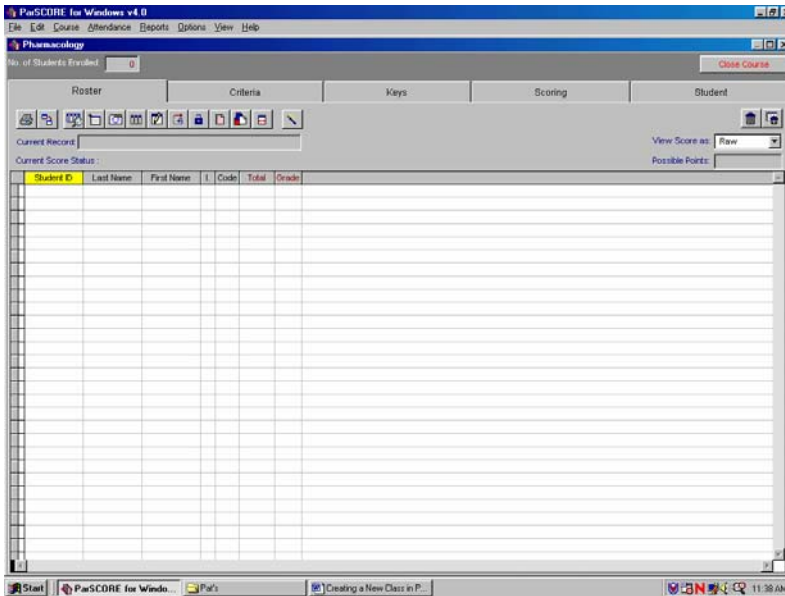 ParSCORE for Windows v4.0
File Edit Course Attendance Reports Options View Help
Pharmacology
No. of Students Enrolled: 0 Close Course
Roster Criteria Keys Scoring Student
Current Record: View Score as: Raw
Current Score Status : Possible Points:
Student ID Last Name First Name I. Code Total Grade
Start ParSCORE for Windo... Pat's Creating a New Class in P... 11:38 AM